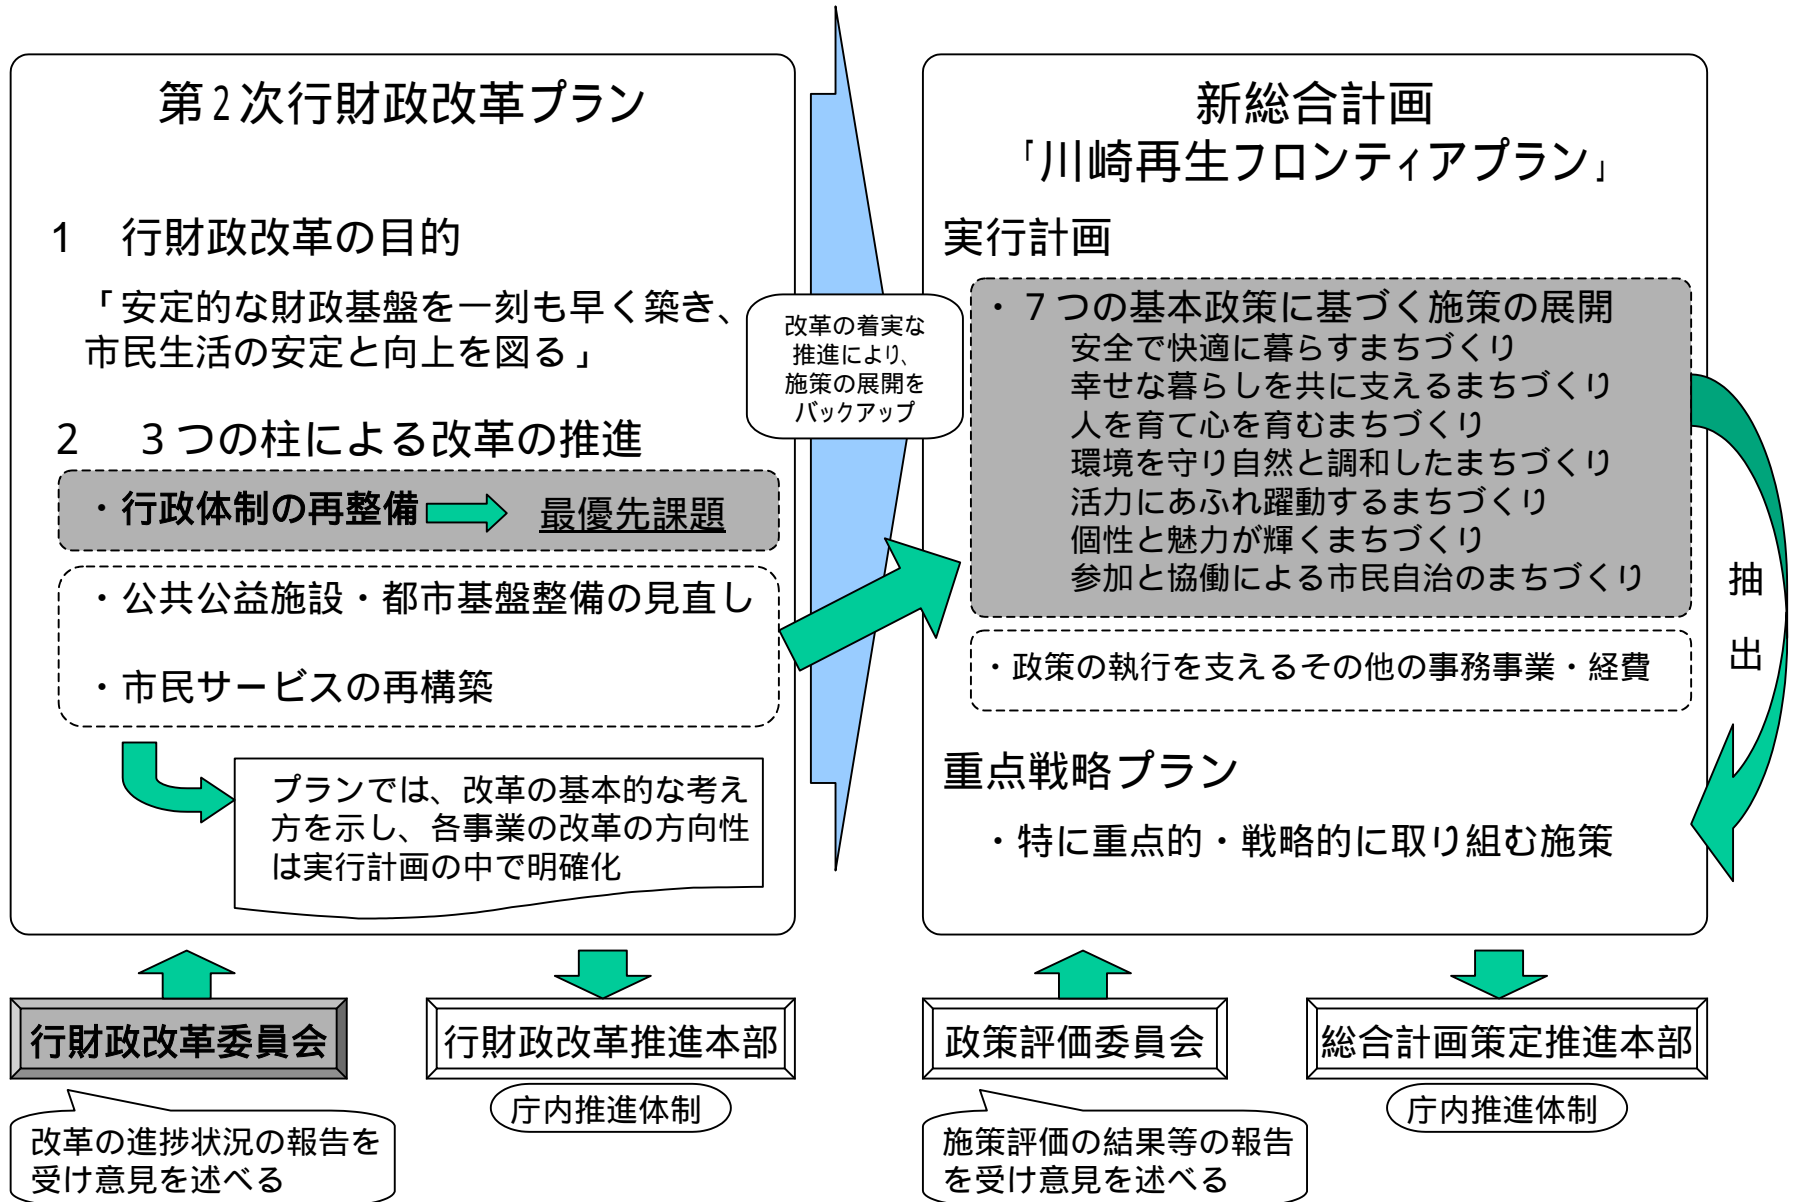 第2次行財政改革プラン
1　行財政改革の目的
「安定的な財政基盤を一刻も早く築き、
市民生活の安定と向上を図る」
2　３つの柱による改革の推進
・行政体制の再整備
最優先課題
・公共公益施設・都市基盤整備の見直し
・市民サービスの再構築
プランでは、改革の基本的な考え
方を示し、各事業の改革の方向性
は実行計画の中で明確化
行財政改革委員会
改革の進捗状況の報告を
受け意見を述べる
行財政改革推進本部
庁内推進体制
改革の着実な
推進により、
施策の展開を
バックアップ
新総合計画
「川崎再生フロンティアプラン」
実行計画
・７つの基本政策に基づく施策の展開
安全で快適に暮らすまちづくり
幸せな暮らしを共に支えるまちづくり
人を育て心を育むまちづくり
環境を守り自然と調和したまちづくり
活力にあふれ躍動するまちづくり
個性と魅力が輝くまちづくり
参加と協働による市民自治のまちづくり
・政策の執行を支えるその他の事務事業・経費
抽出
重点戦略プラン
・特に重点的・戦略的に取り組む施策
政策評価委員会
施策評価の結果等の報告
を受け意見を述べる
総合計画策定推進本部
庁内推進体制